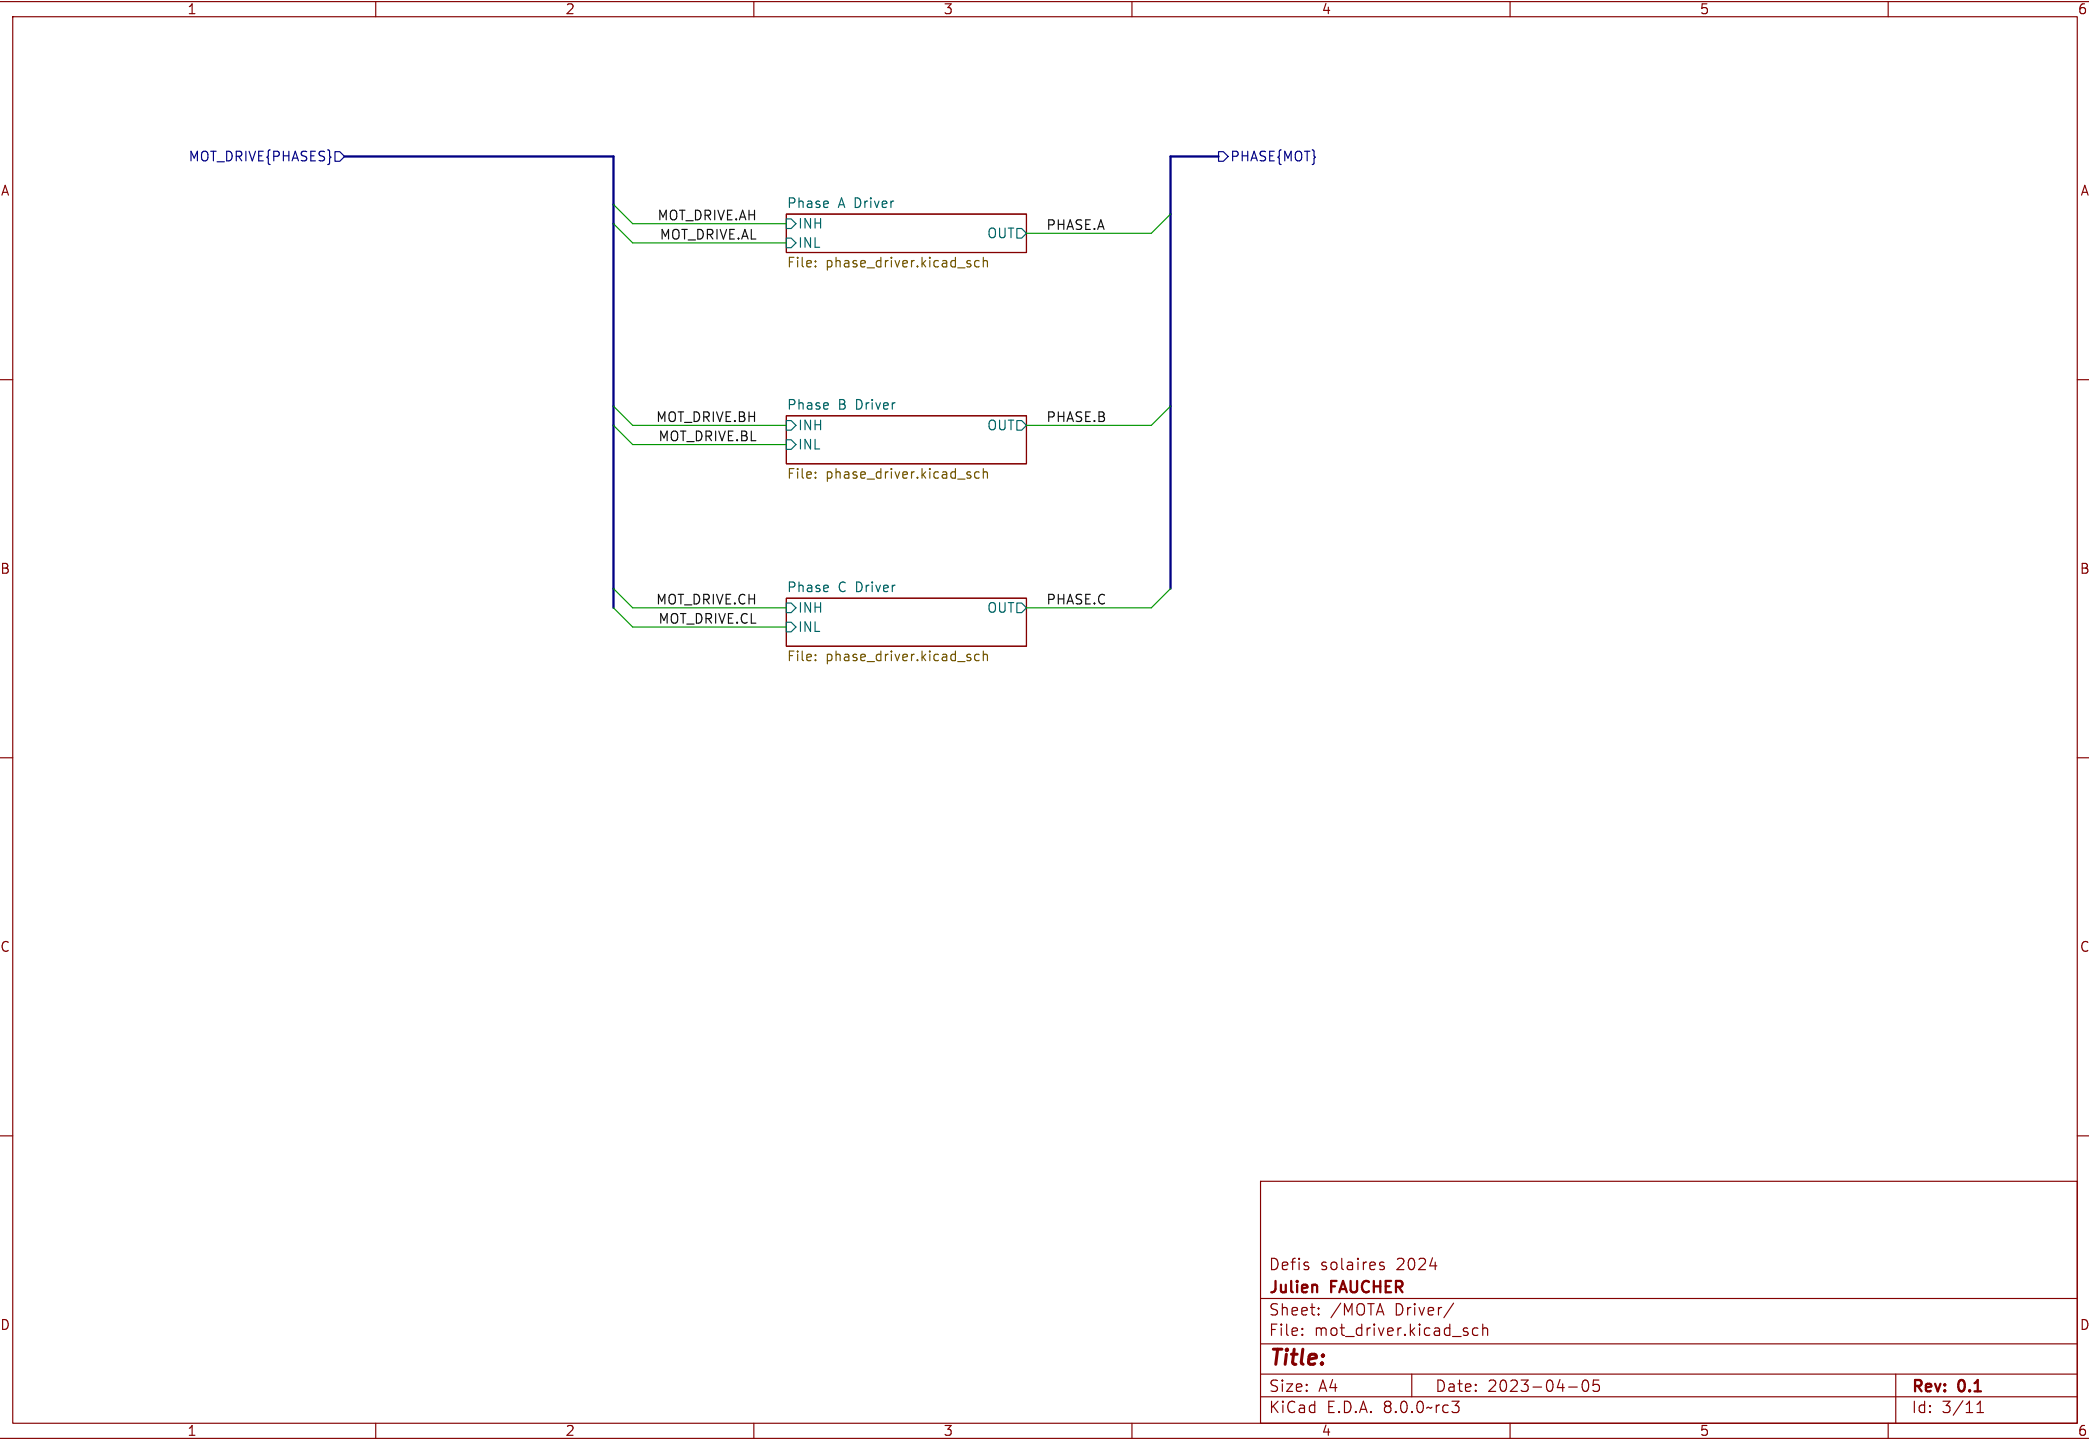 1 2 3 4 5 6
MOT_DRIVE{PHASES} PHASE{MOT}
A A
Phase A Driver
MOT_DRIVE.AH INH
MOT_DRIVE.AL INL OUT PHASE.A
File: phase_driver.kicad_sch
Phase B Driver
MOT_DRIVE.BH INH OUT PHASE.B
MOT_DRIVE.BL INL
File: phase_driver.kicad_sch
B B
Phase C Driver
MOT_DRIVE.CH INH OUT PHASE.C
MOT_DRIVE.CL INL
File: phase_driver.kicad_sch
C C
Defis solaires 2024
Julien FAUCHER
Sheet: /MOTA Driver/
D D
File: mot_driver.kicad_sch
Title:
Size: A4 Date: 2023-04-05 Rev: 0.1
KiCad E.D.A. 8.0.0~rc3 Id: 3/11
1 2 3 4 5 6